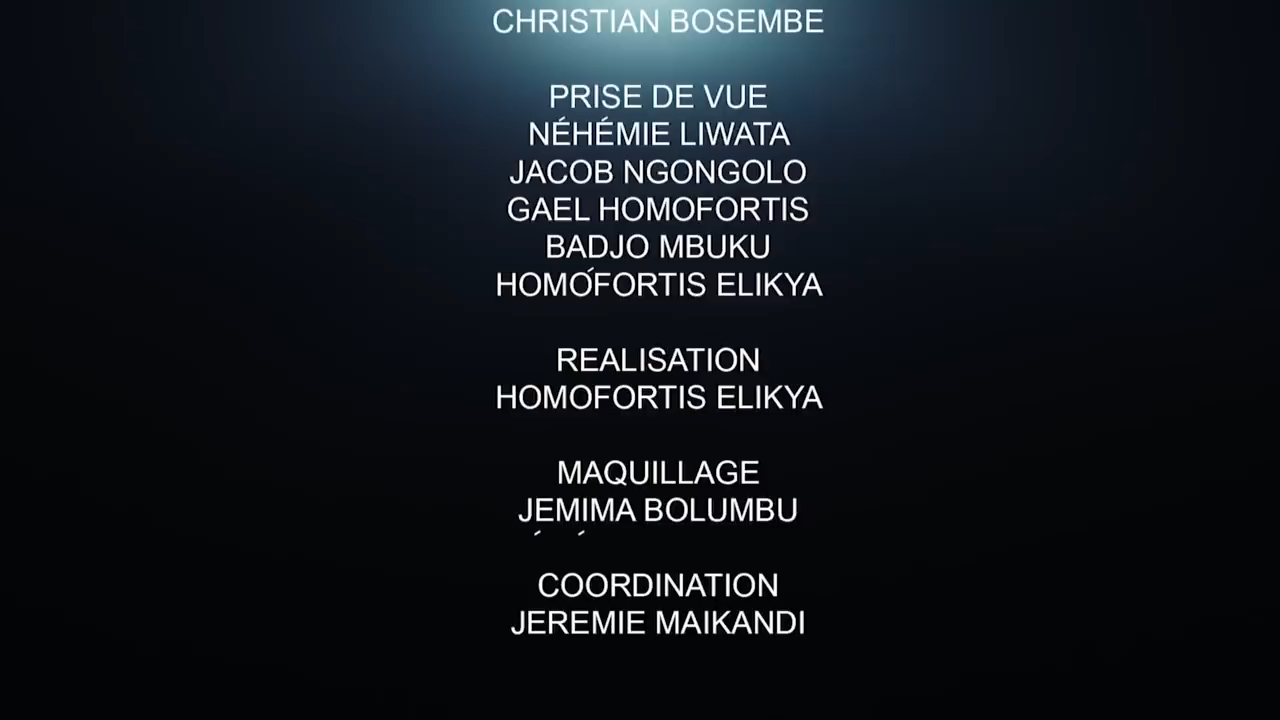 CHRISTIAN BOSEMBE
PRISE DE VUE
NÉHÉMIE LIWATA
JACOB NGONGOLO
GAEL HOMOFORTIS
BADJO MBUKU
HOMOFORTIS ELIKYA
REALISATION
HOMOFORTIS ELIKYA
MAQUILLAGE
JEMIMA BOLUMBU
COORDINATION
JEREMIE MAIKANDI